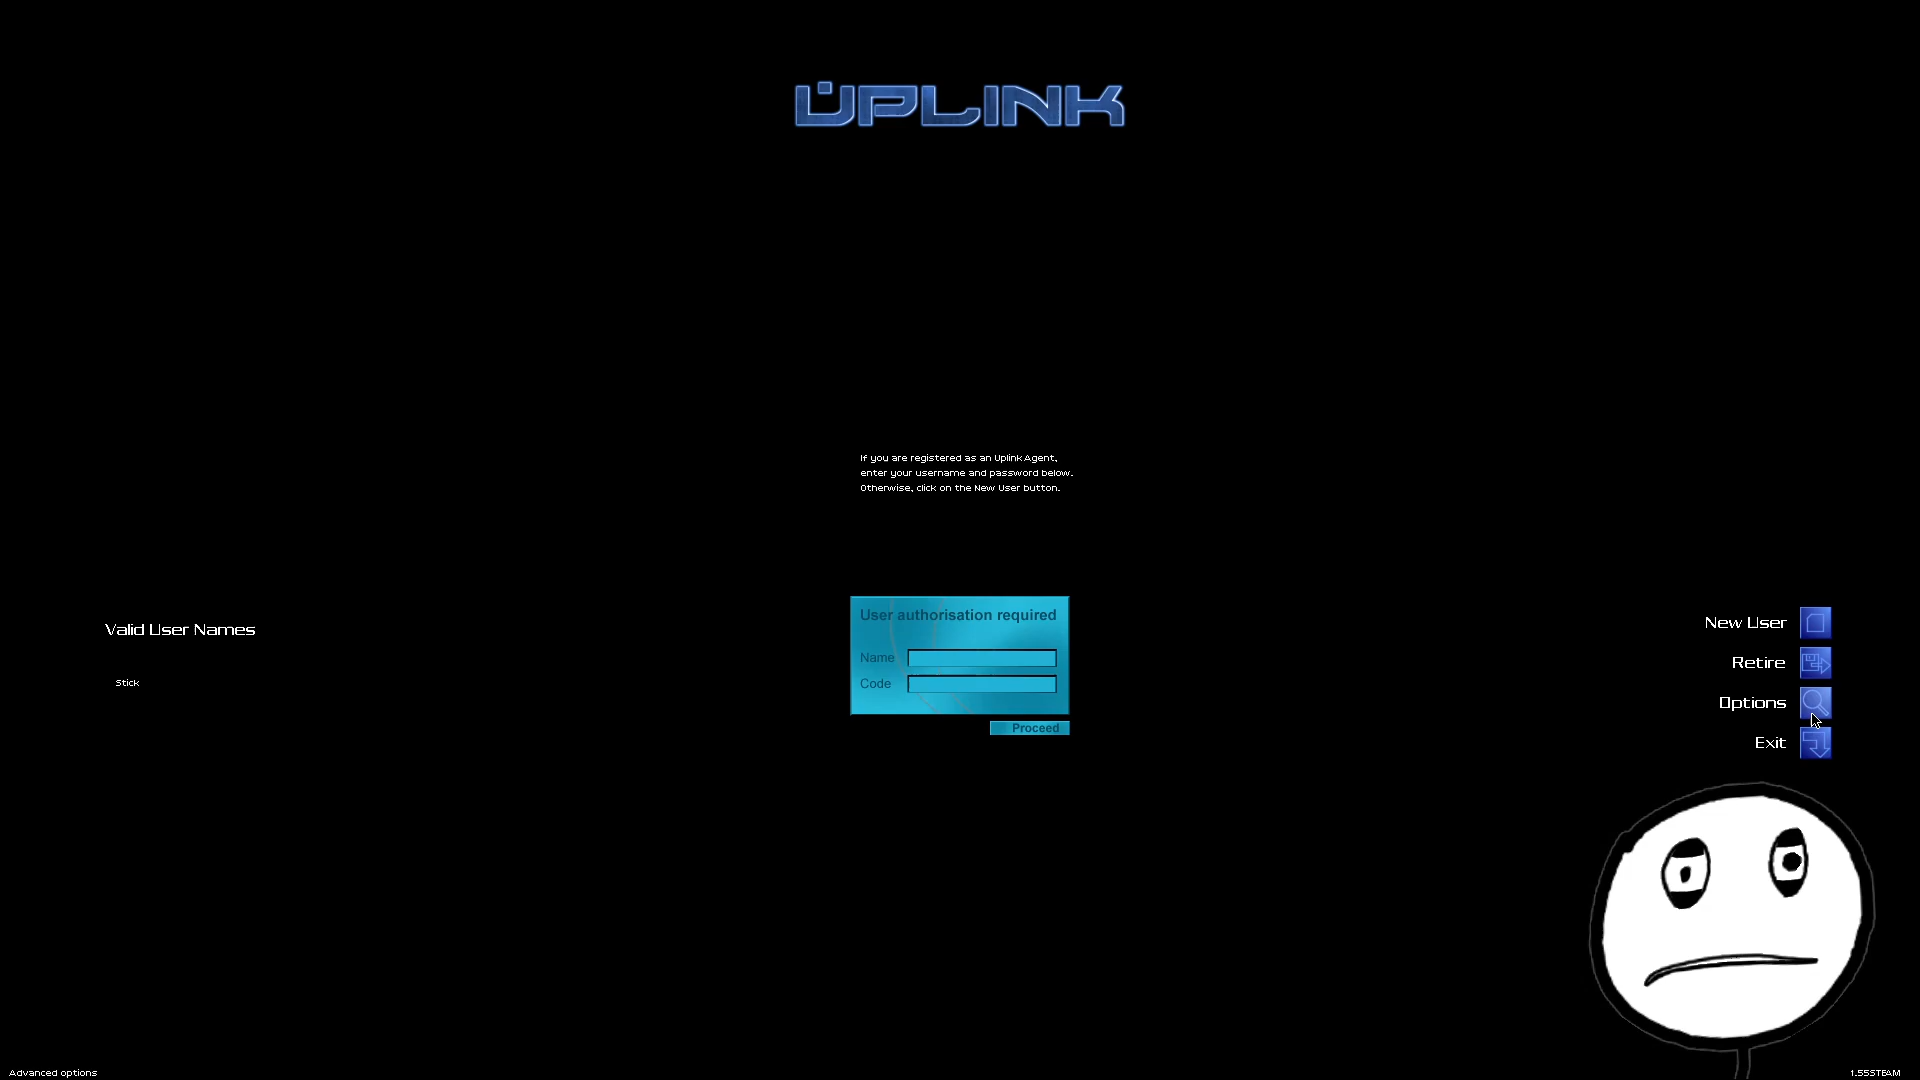 UPLINK
If you are registered as an Uplink Agent,
enter your username and password below.
Otherwise, click on the New User button.
Valid User Names
Stick
User authorisation required
Name
Code
Proceed
New User
Retire
Options
Exit
Advanced options
1.55STEAM